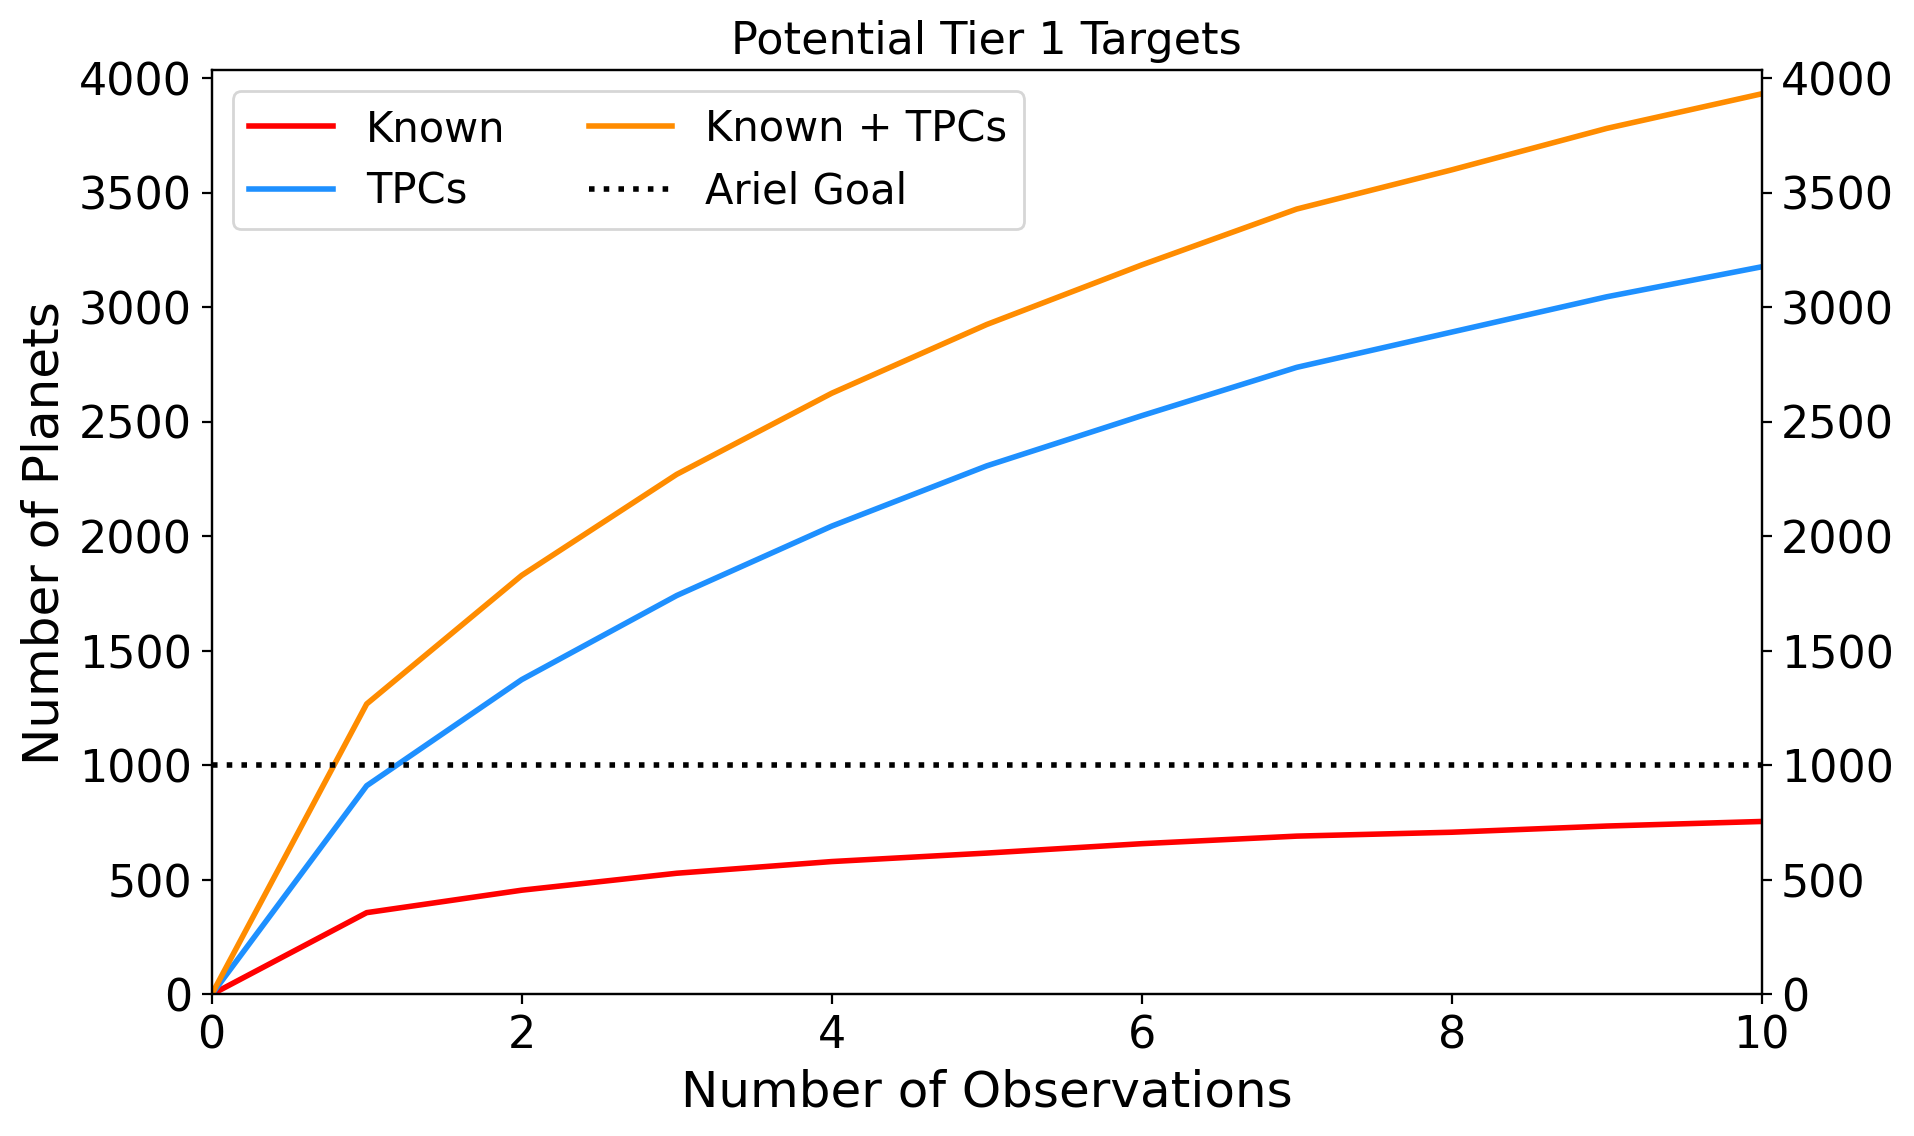 Potential Tier 1 Targets
4000
3500
3000
2500
2000
1500
1000
500
0
Known
TPCs
Known + TPCs
Ariel Goal
4000
3500
3000
2500
2000
1500
1000
500
0
0 2 4 6 8 10
Number of Observations
Number of Planets